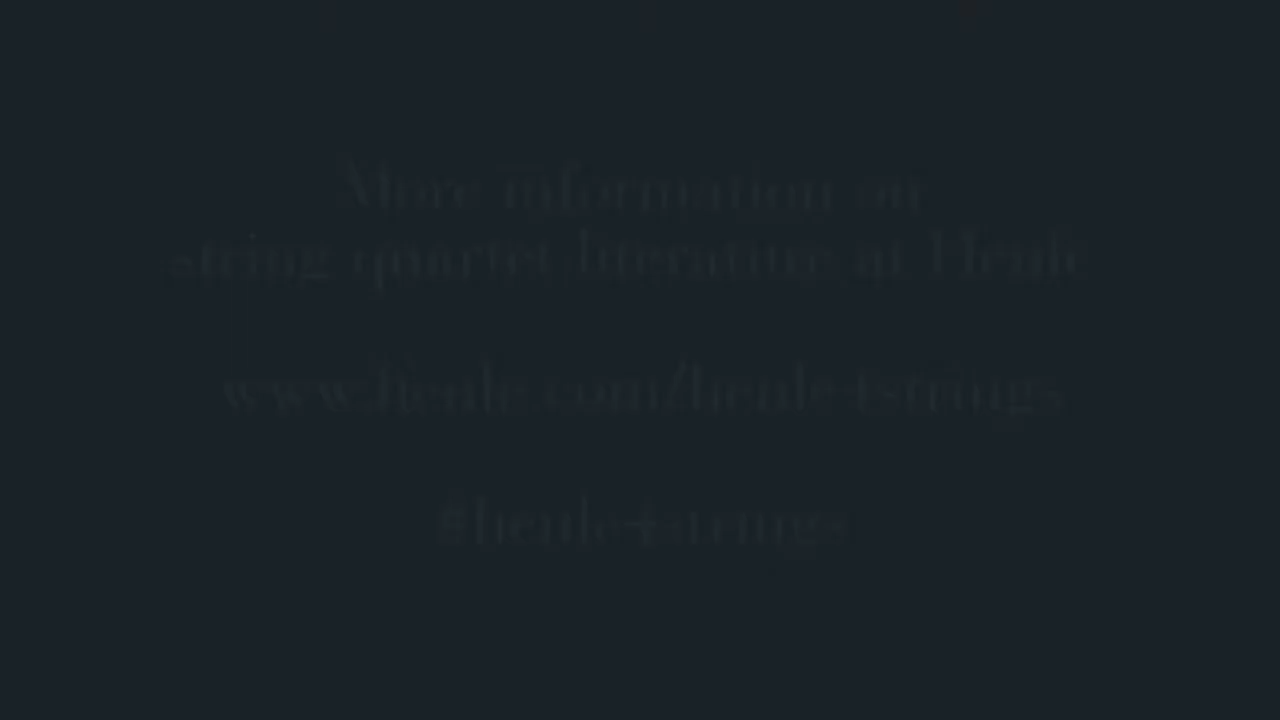 More information on
string quartet literature at Henle
www.henle.com/henle4strings
#henle4strings